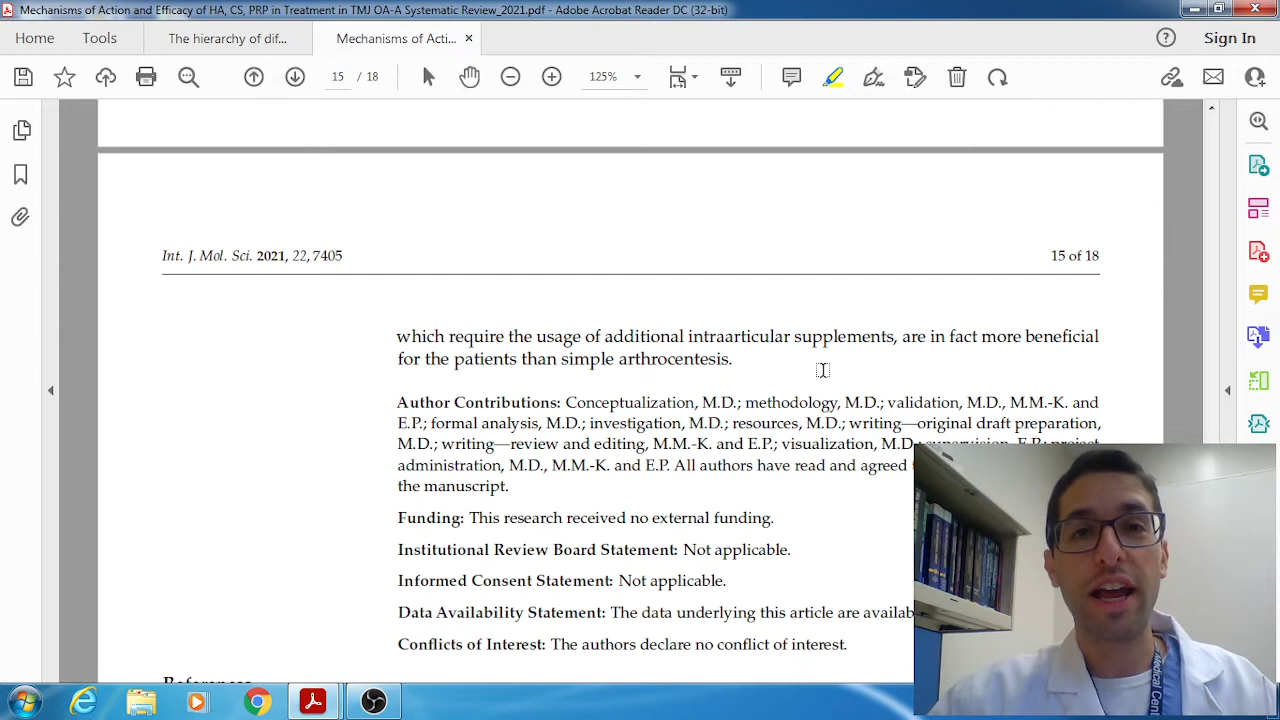 Mechanisms of Action and Efficacy of HA, CS, PRP in Treatment in TMJ OA-A Systematic Review_2021.pdf - Adobe Acrobat Reader DC (32-bit)
Home Tools The hierarchy of dif... Mechanisms of Acti... × Sign In
15 / 18 125%
Int. J. Mol. Sci. 2021, 22, 7405 15 of 18
which require the usage of additional intraarticular supplements, are in fact more beneficial
for the patients than simple arthrocentesis.
Author Contributions: Conceptualization, M.D.; methodology, M.D.; validation, M.D., M.M.-K. and
E.P.; formal analysis, M.D.; investigation, M.D.; resources, M.D.; writing—original draft preparation,
M.D.; writing—review and editing, M.M.-K. and E.P.; visualization, M.D.; supervision, E.P.; project
administration, M.D., M.M.-K. and E.P. All authors have read and agreed
the manuscript.
Funding: This research received no external funding.
Institutional Review Board Statement: Not applicable.
Informed Consent Statement: Not applicable.
Data Availability Statement: The data underlying this article are availab
Conflicts of Interest: The authors declare no conflict of interest.
References
Medical Cent